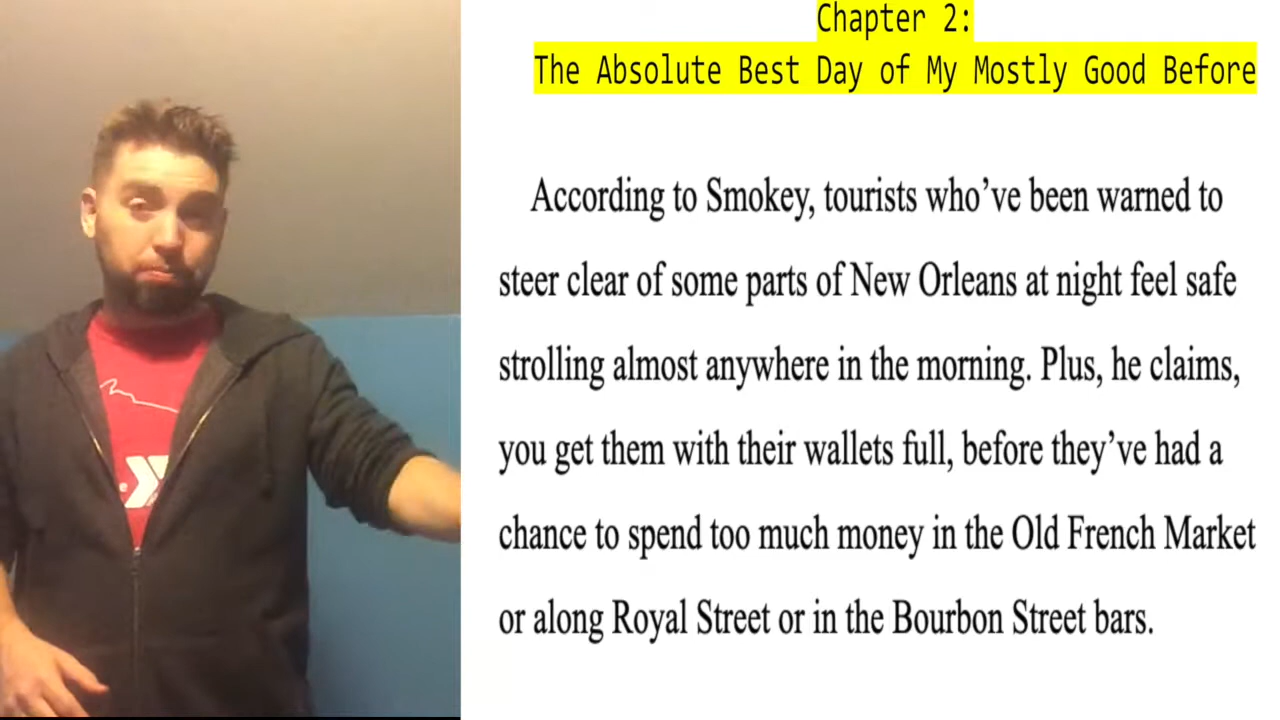 Chapter 2:
The Absolute Best Day of My Mostly Good Before
According to Smokey, tourists who’ve been warned to
steer clear of some parts of New Orleans at night feel safe
strolling almost anywhere in the morning. Plus, he claims,
you get them with their wallets full, before they’ve had a
chance to spend too much money in the Old French Market
or along Royal Street or in the Bourbon Street bars.